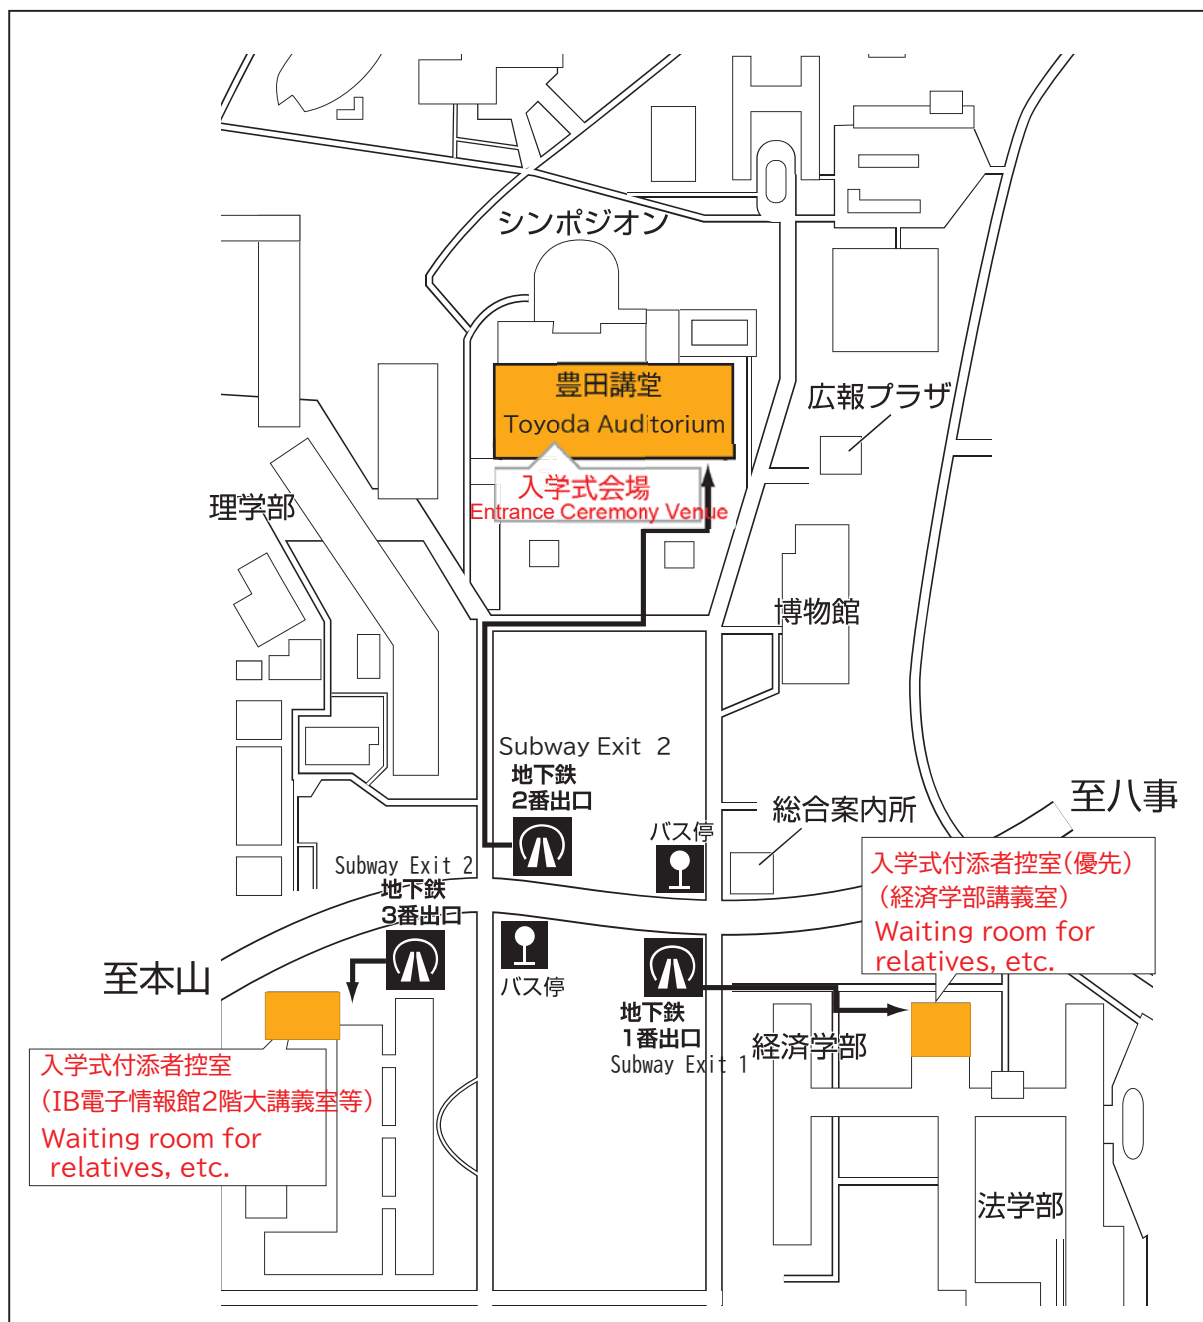 シンポジオン
豊田講堂
Toyoda Auditorium
入学式会場
Entrance Ceremony Venue
広報プラザ
理学部
博物館
Subway Exit 2
地下鉄
2番出口
バス停
総合案内所
至八事
Subway Exit 2
地下鉄
3番出口
入学式付添者控室(優先)
(経済学部講義室)
Waiting room for
relatives, etc.
至本山
バス停
地下鉄
1番出口
Subway Exit 1
経済学部
入学式付添者控室
(IB電子情報館2階大講義室等)
Waiting room for
relatives, etc.
法学部